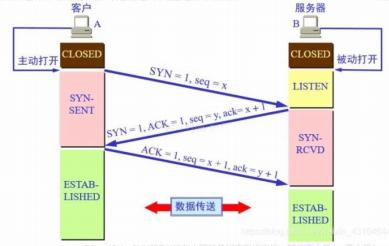 客户
服务器
A
B
CLOSED
CLOSED
主动打开
被动打开
SYN = 1, seq = x
LISTEN
SYN-
SENT
SYN = 1, ACK = 1, seq = y, ack= x + 1
SYN-
RCVD
ACK = 1, seq = x + 1, ack = y + 1
ESTAB-
LISHED
ESTAB-
LISHED
数据传送